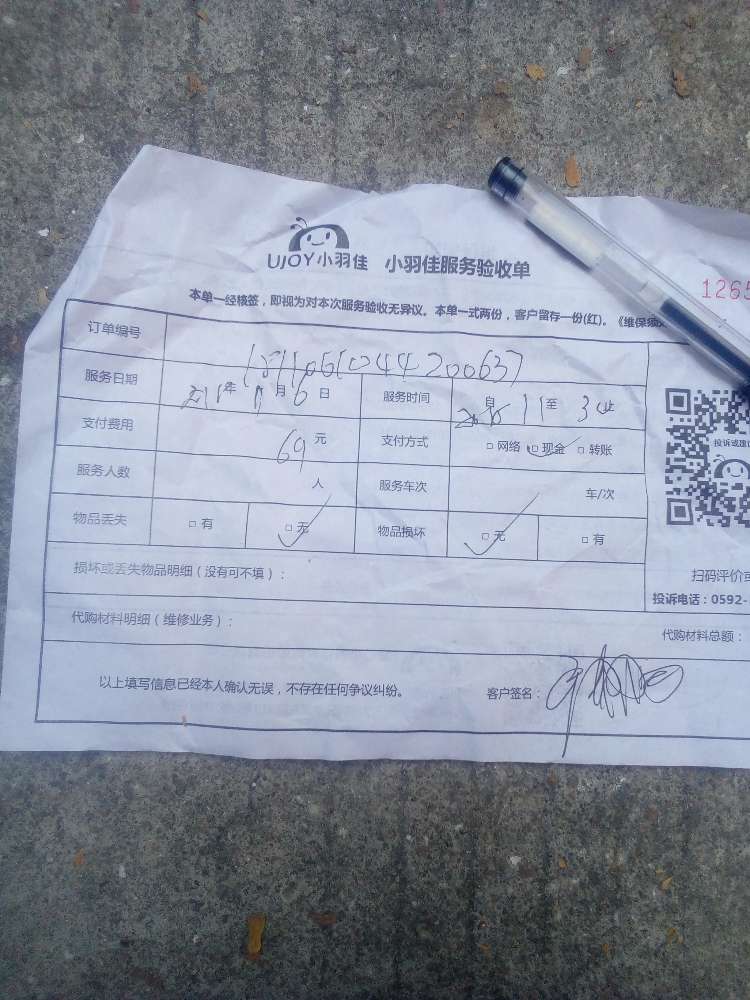 UJOY小羽佳 小羽佳服务验收单
1265
本单一经核签，即视为对本次服务验收无异议。本单一式两份，客户留存一份(红)。《维保须
订单编号 181106104420063
服务日期 年 11 月 6 日 服务时间 自 11 至 3 止
支付费用 69 元 支付方式 □ 网络 □ 现金 □ 转账
投诉或建
服务人数 人 服务车次 车/次
物品丢失 □ 有 □ 无 物品损坏 □ 无 □ 有
损坏或丢失物品明细（没有可不填）：
扫码评价或
投诉电话：0592-
代购材料明细（维修业务）：
代购材料总额：
以上填写信息已经本人确认无误，不存在任何争议纠纷。 客户签名：